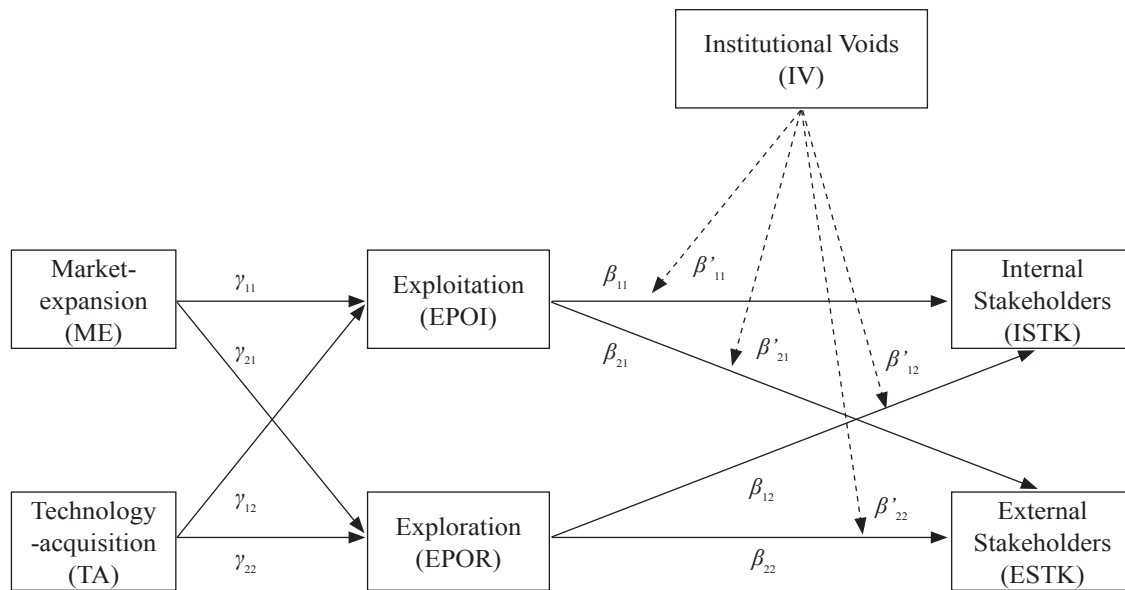 Institutional Voids
(IV)
Market-
expansion
(ME)
γ₁₁
Exploitation
(EPOI)
β₁₁
β’₁₁
Internal
Stakeholders
(ISTK)
γ₂₁
β₂₁
β’₂₁
β’₁₂
Technology
-acquisition
(TA)
γ₁₂
γ₂₂
Exploration
(EPOR)
β₁₂
β’₂₂
β₂₂
External
Stakeholders
(ESTK)